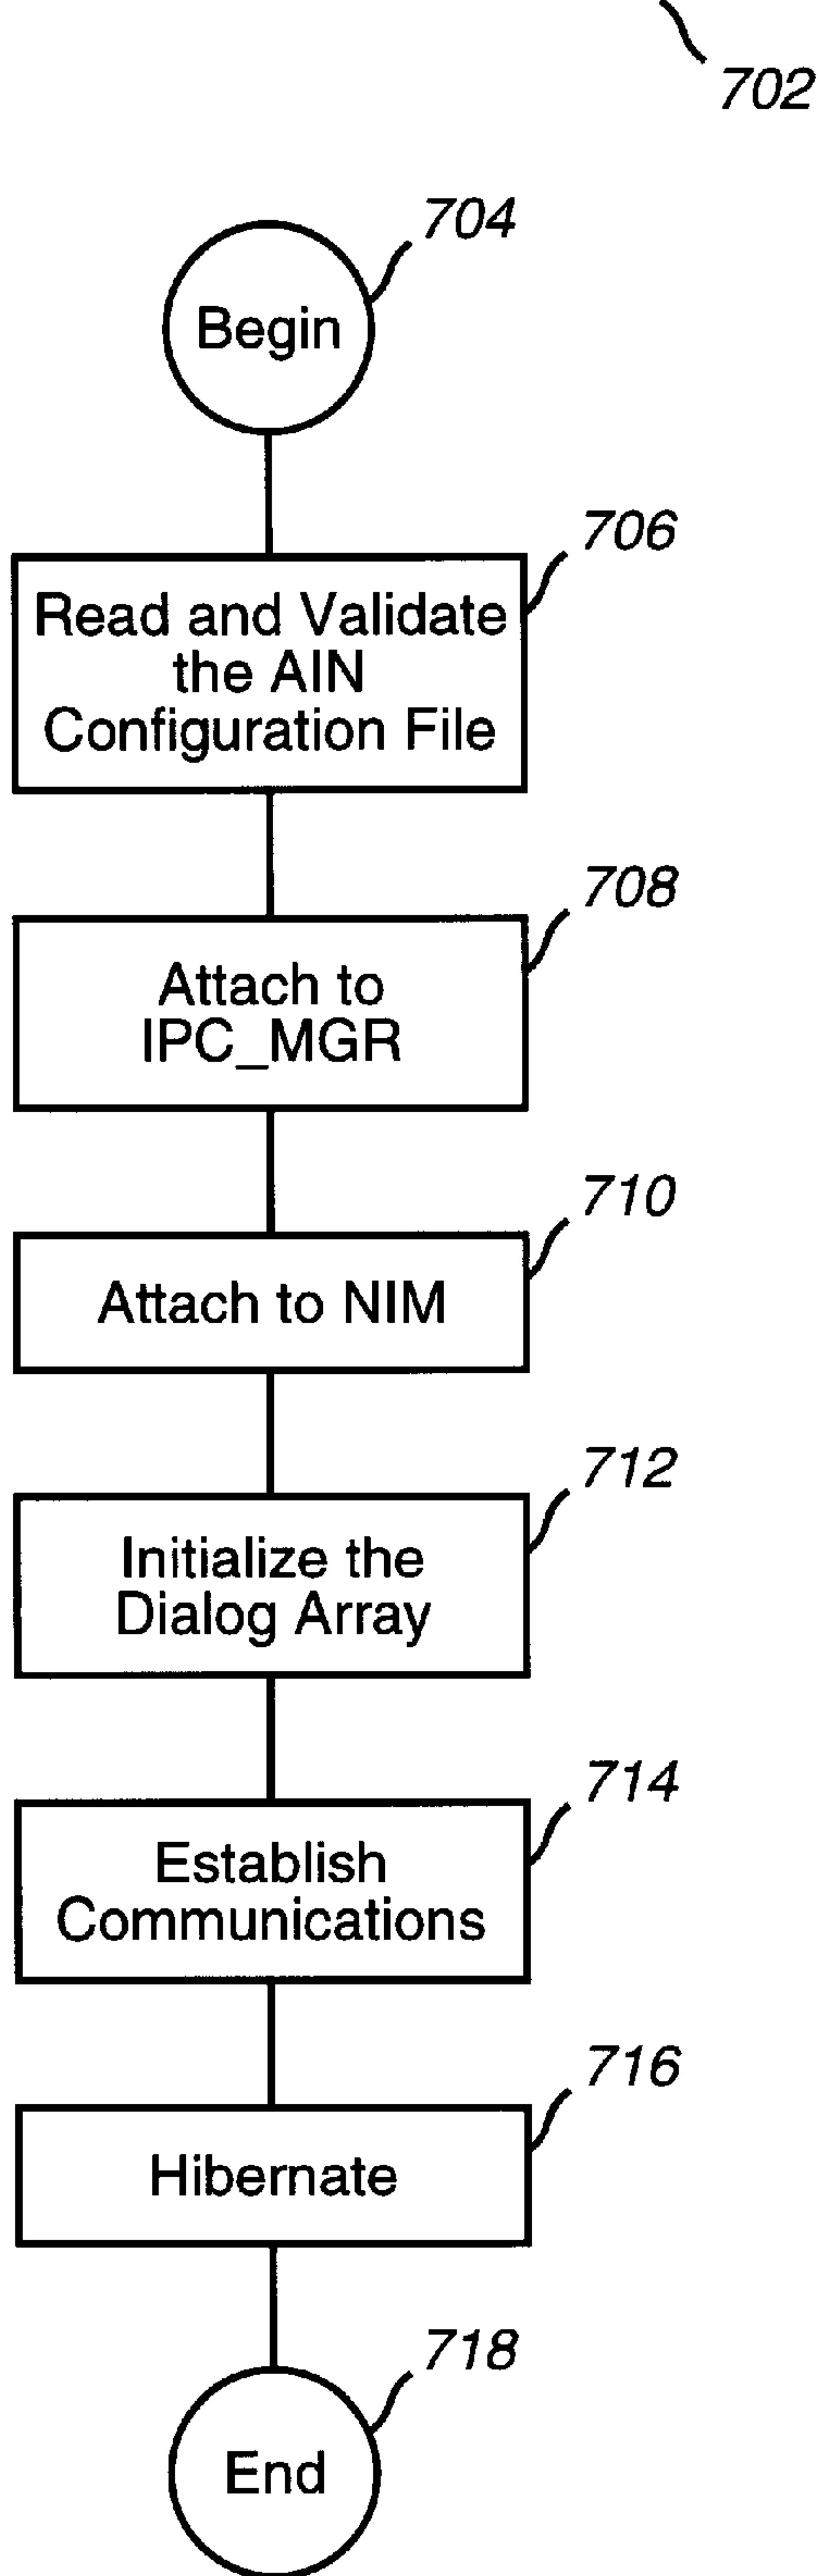 702
704
Begin
706
Read and Validate
the AIN
Configuration File
708
Attach to
IPC_MGR
710
Attach to NIM
712
Initialize the
Dialog Array
714
Establish
Communications
716
Hibernate
718
End